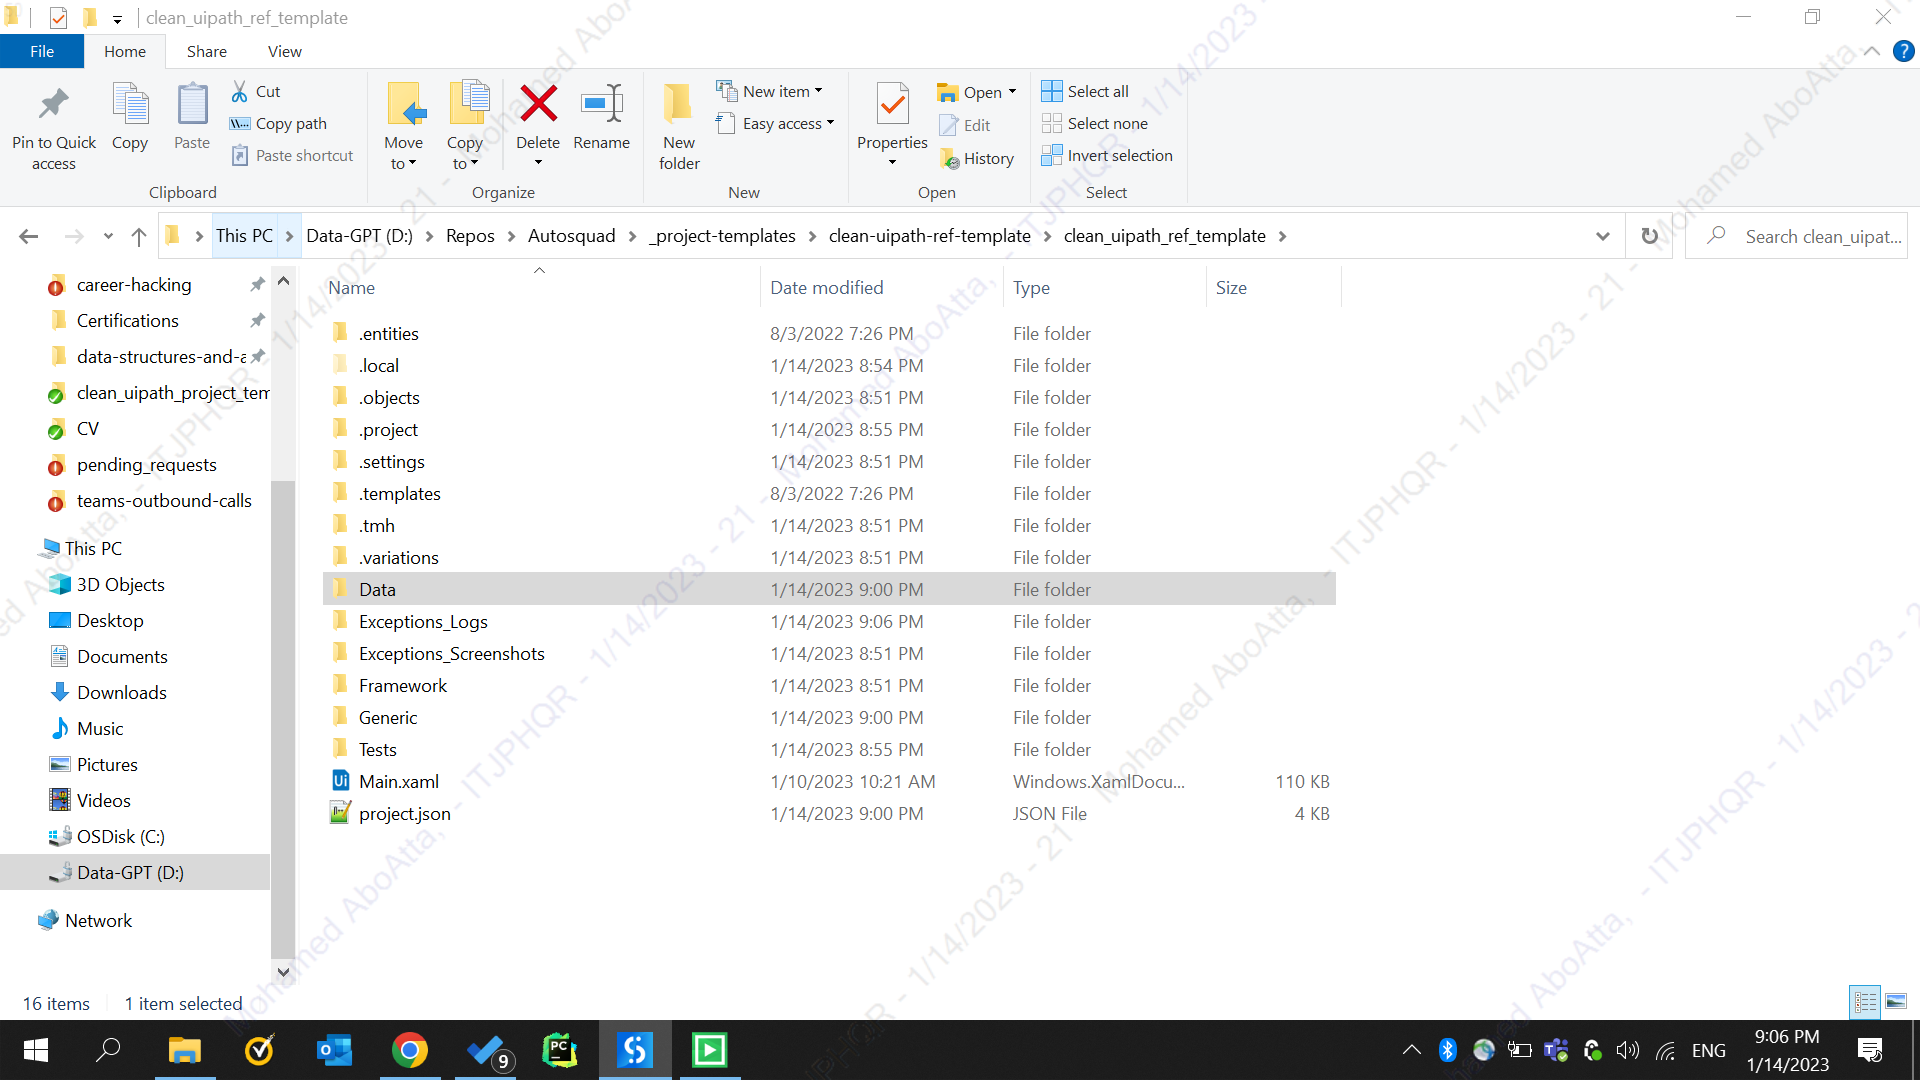 clean_uipath_ref_template
File
Home
Share
View
Pin to Quick access
Copy
Paste
Cut
Copy path
Paste shortcut
Clipboard
Move to
Copy to
Delete
Rename
Organize
New folder
New item
Easy access
New
Properties
Open
Edit
History
Open
Select all
Select none
Invert selection
Select
This PC
Data-GPT (D:)
Repos
Autosquad
_project-templates
clean-uipath-ref-template
clean_uipath_ref_template
Search clean_uipat...
career-hacking
Certifications
data-structures-and-a
clean_uipath_project_tem
CV
pending_requests
teams-outbound-calls
This PC
3D Objects
Desktop
Documents
Downloads
Music
Pictures
Videos
OSDisk (C:)
Data-GPT (D:)
Network
Name Date modified Type Size
.entities 8/3/2022 7:26 PM File folder
.local 1/14/2023 8:54 PM File folder
.objects 1/14/2023 8:51 PM File folder
.project 1/14/2023 8:55 PM File folder
.settings 1/14/2023 8:51 PM File folder
.templates 8/3/2022 7:26 PM File folder
.tmh 1/14/2023 8:51 PM File folder
.variations 1/14/2023 8:51 PM File folder
Data 1/14/2023 9:00 PM File folder
Exceptions_Logs 1/14/2023 9:06 PM File folder
Exceptions_Screenshots 1/14/2023 8:51 PM File folder
Framework 1/14/2023 8:51 PM File folder
Generic 1/14/2023 9:00 PM File folder
Tests 1/14/2023 8:55 PM File folder
Main.xaml 1/10/2023 10:21 AM Windows.XamlDocu... 110 KB
project.json 1/14/2023 9:00 PM JSON File 4 KB
16 items 1 item selected
9
PC
ENG
9:06 PM
1/14/2023
Mohamed AboAtta, - ITJPHQR - 1/14/2023 - 21